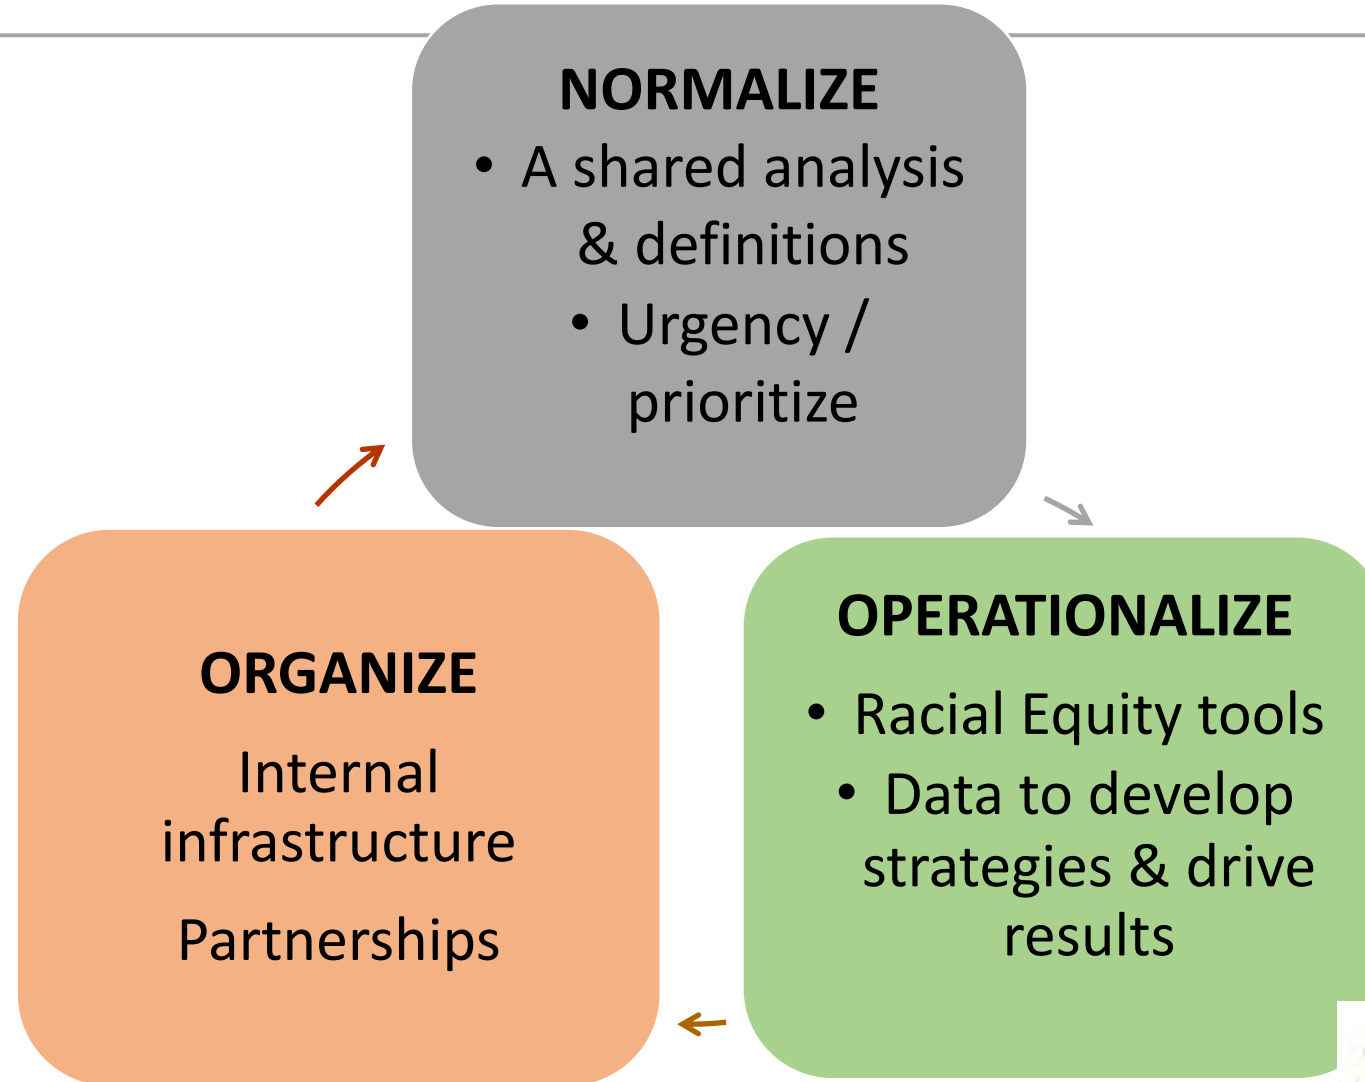 NORMALIZE
• A shared analysis
& definitions
• Urgency /
prioritize
ORGANIZE
Internal
infrastructure
Partnerships
OPERATIONALIZE
• Racial Equity tools
• Data to develop
strategies & drive
results